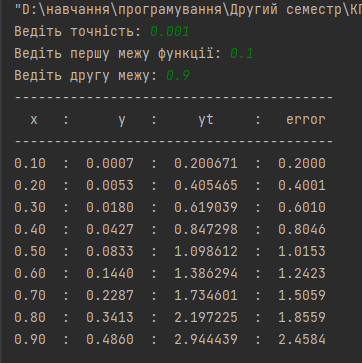 "D:\навчання\програмування\Другий семестр\КП
Ведіть точність: 0.001
Ведіть першу межу функції: 0.1
Ведіть другу межу: 0.9
----------------------------------------
x : y : yt : error
----------------------------------------
0.10 : 0.0007 : 0.200671 : 0.2000
0.20 : 0.0053 : 0.405465 : 0.4001
0.30 : 0.0180 : 0.619039 : 0.6010
0.40 : 0.0427 : 0.847298 : 0.8046
0.50 : 0.0833 : 1.098612 : 1.0153
0.60 : 0.1440 : 1.386294 : 1.2423
0.70 : 0.2287 : 1.734601 : 1.5059
0.80 : 0.3413 : 2.197225 : 1.8559
0.90 : 0.4860 : 2.944439 : 2.4584